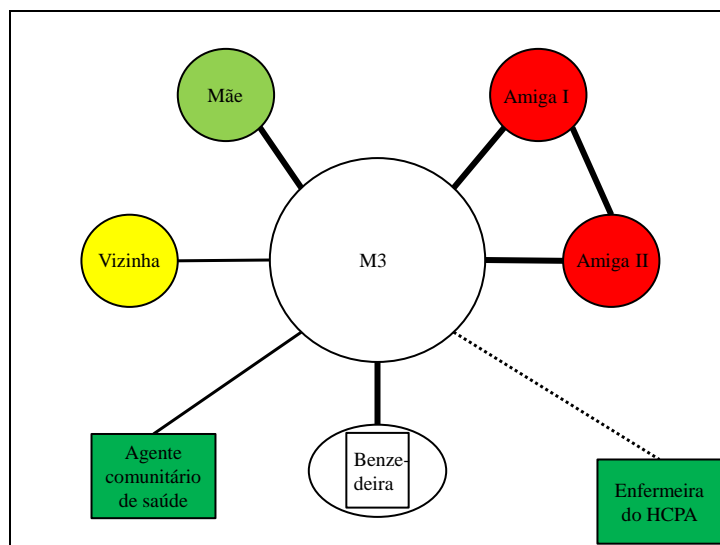 Mãe
Amiga I
Vizinha
M3
Amiga II
Agente
comunitário
de saúde
Benze-
deira
Enfermeira
do HCPA